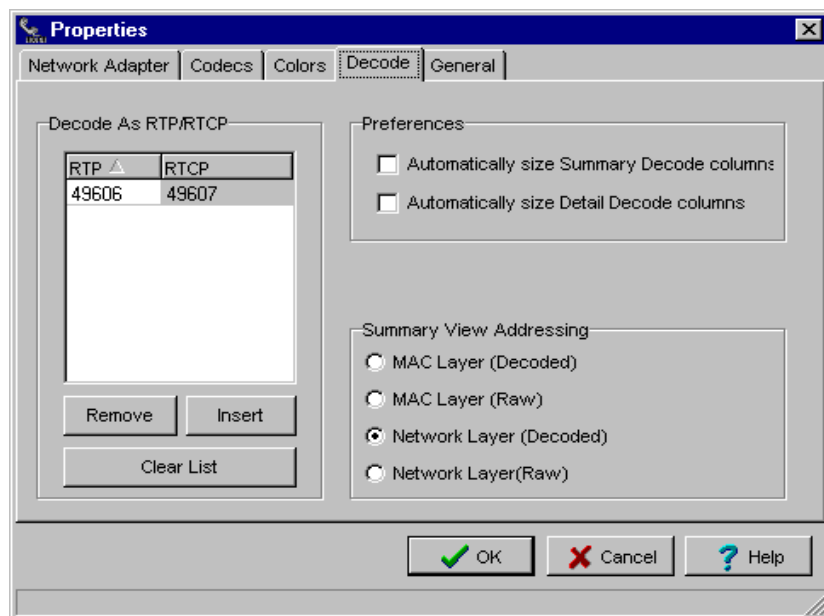 Properties
Network Adapter Codecs Colors Decode General
Decode As RTP/RTCP
RTP RTCP
49606 49607
Remove Insert
Clear List
Preferences
Automatically size Summary Decode columns
Automatically size Detail Decode columns
Summary View Addressing
MAC Layer (Decoded)
MAC Layer (Raw)
Network Layer (Decoded)
Network Layer(Raw)
OK Cancel Help